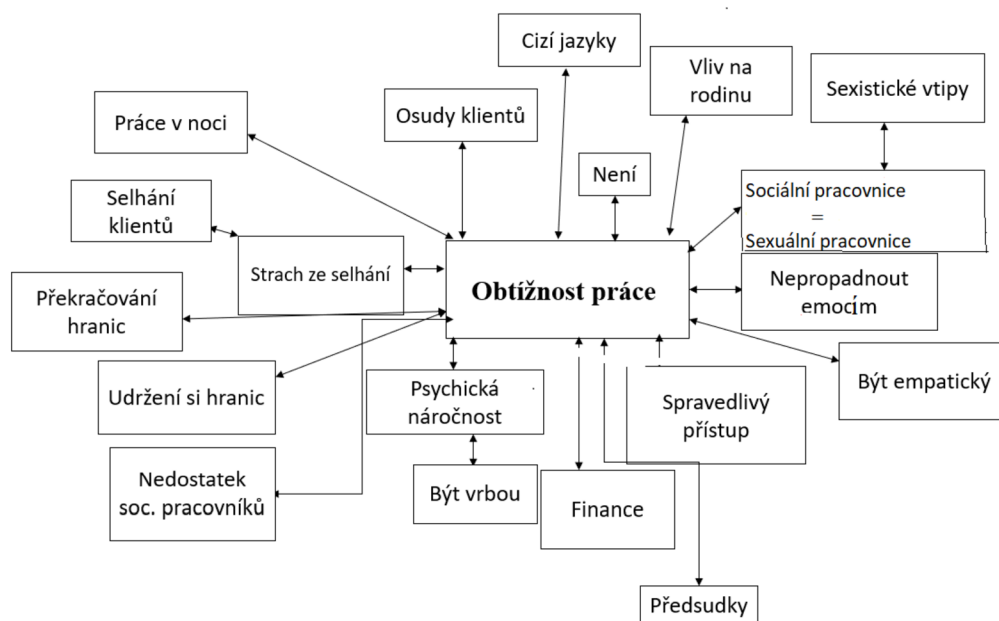 Cizí jazyky
Vliv na
rodinu
Sexistické vtipy
Práce v noci
Osudy klientů
Není
Selhání
klientů
Sociální pracovnice
=
Sexuální pracovnice
Strach ze selhání
Obtížnost práce
Nepropadnout
emocím
Překračování
hranic
Udržení si hranic
Psychická
náročnost
Spravedlivý
přístup
Být empatický
Nedostatek
soc. pracovníků
Být vrbou
Finance
Předsudky